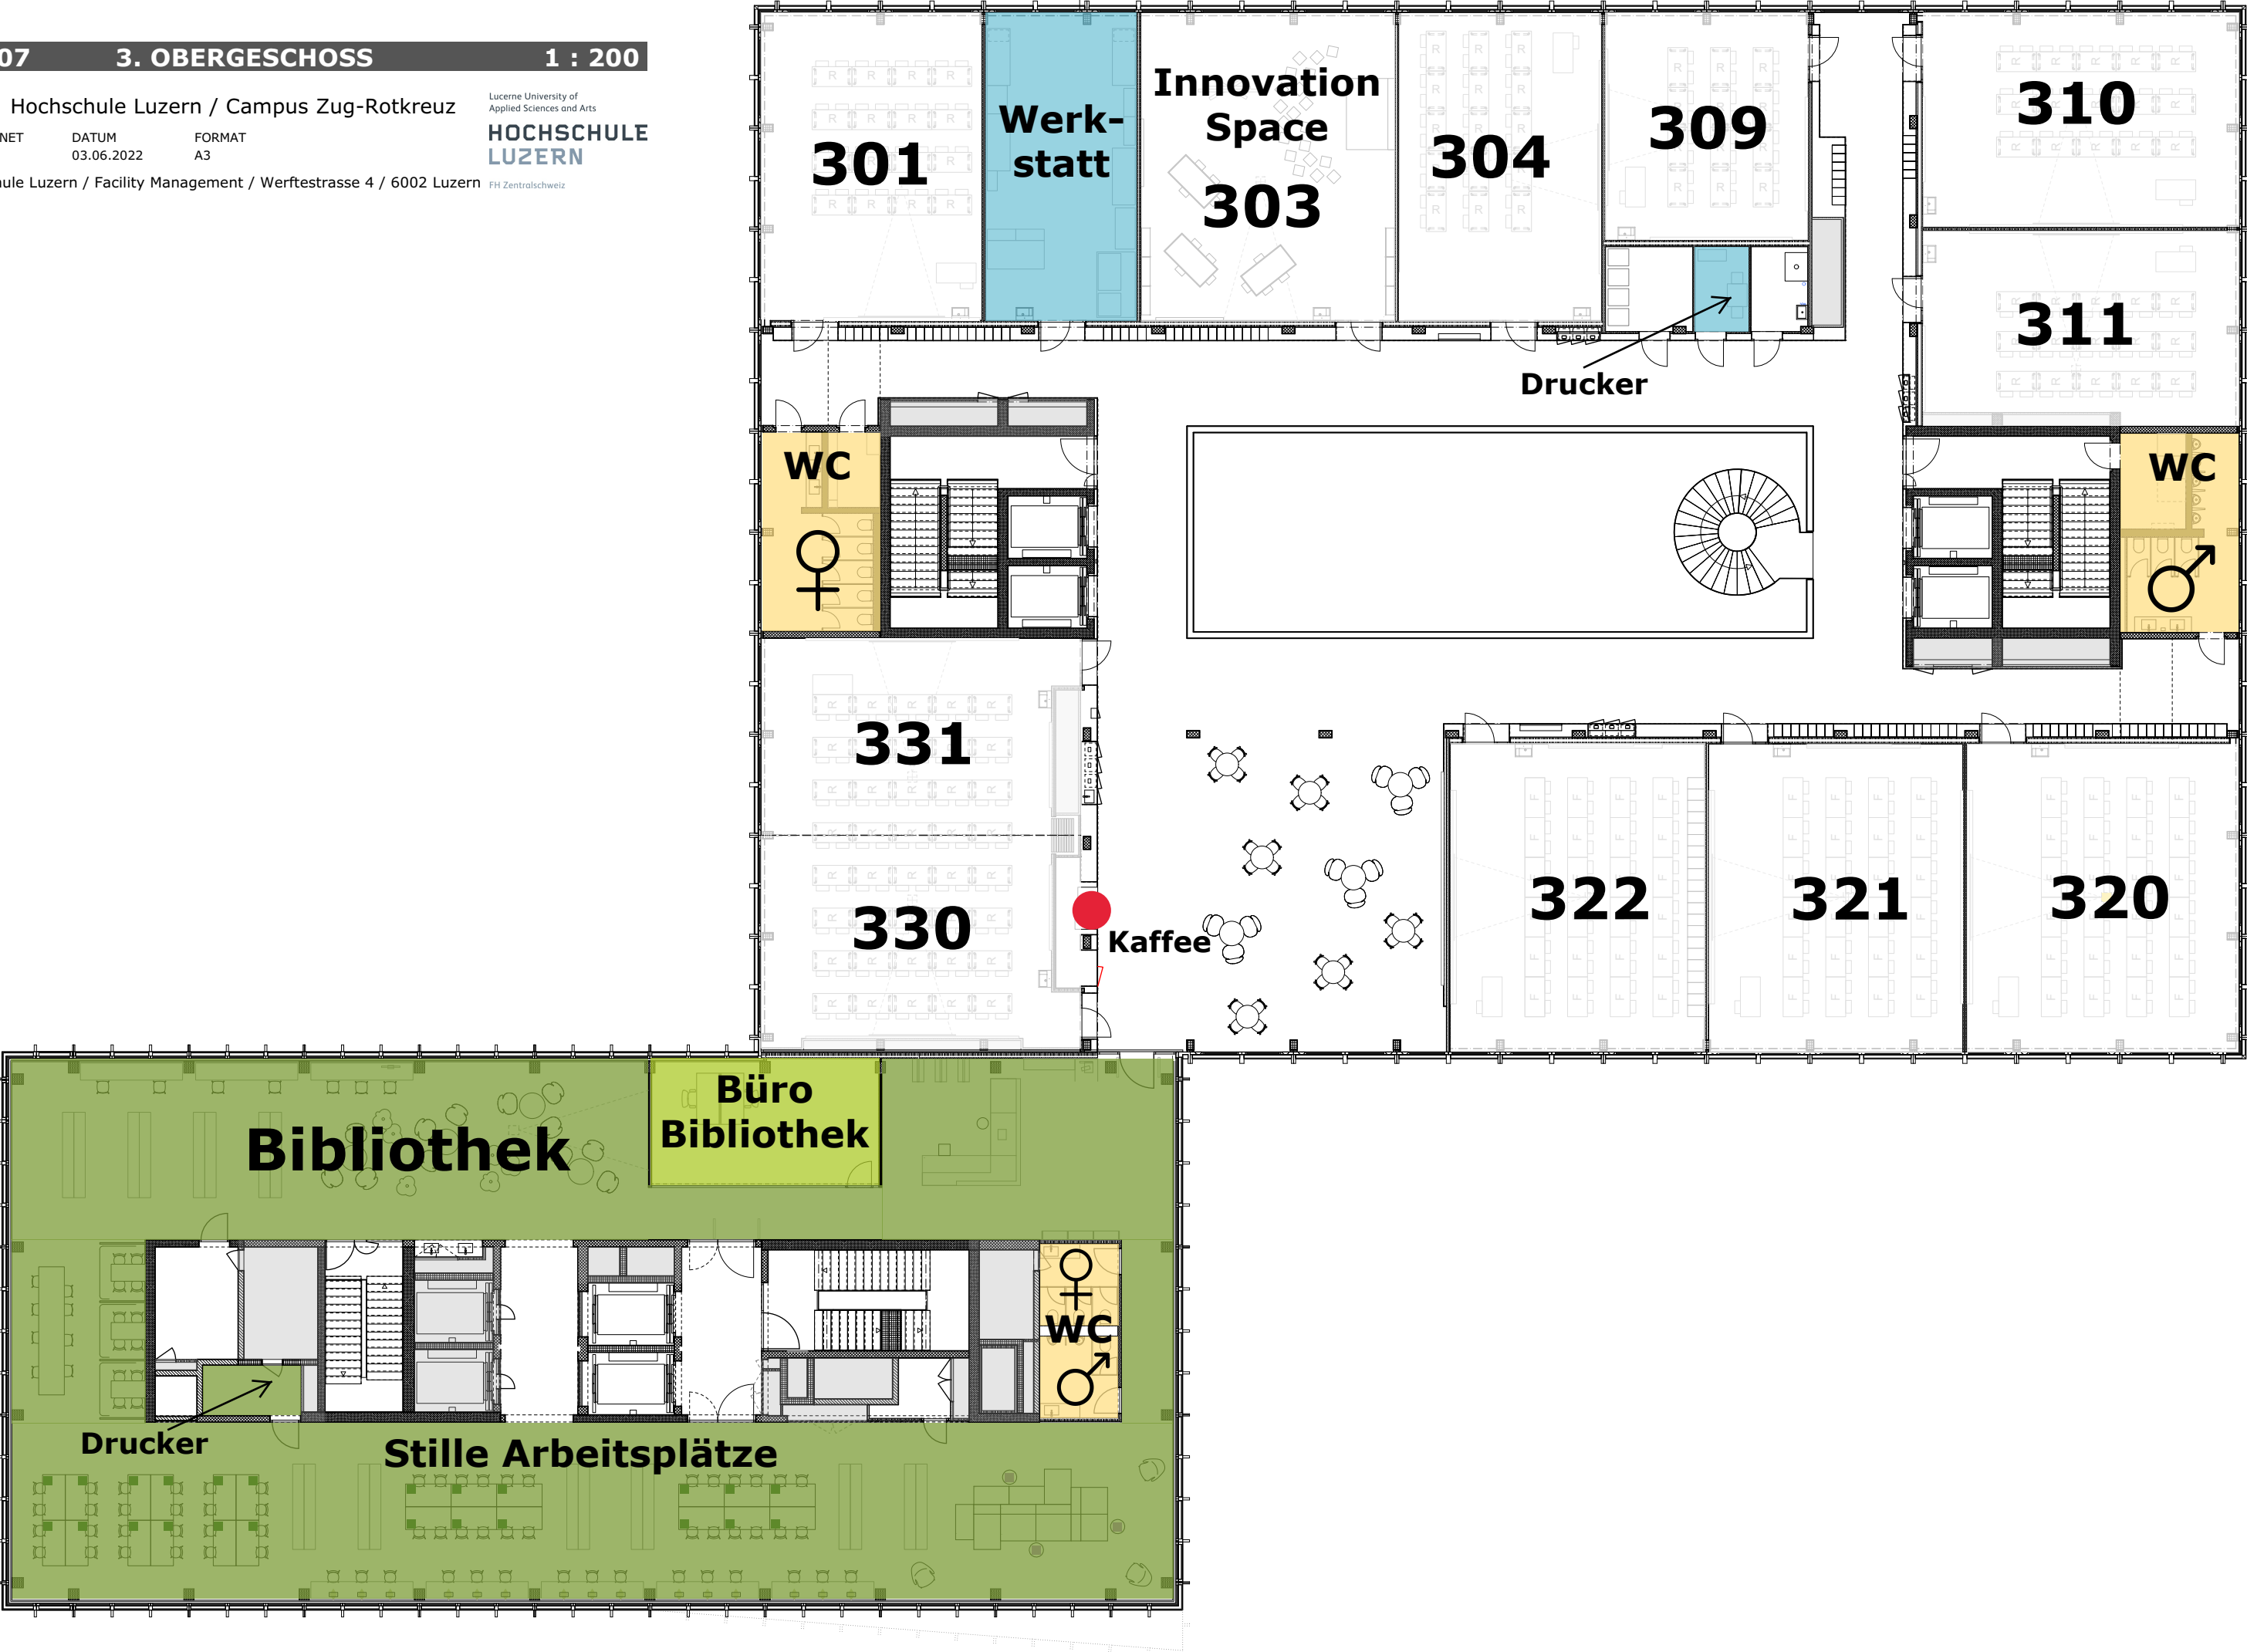 07 3. OBERGESCHOSS 1 : 200
Hochschule Luzern / Campus Zug-Rotkreuz
NET DATUM FORMAT
03.06.2022 A3
ule Luzern / Facility Management / Werftestrasse 4 / 6002 Luzern
Lucerne University of
Applied Sciences and Arts
HOCHSCHULE
LUZERN
FH Zentralschweiz
301
Werk-
statt
Innovation
Space
303
304
309
310
311
Drucker
WC
WC
331
330
Kaffee
322
321
320
Büro
Bibliothek
Bibliothek
WC
Drucker
Stille Arbeitsplätze